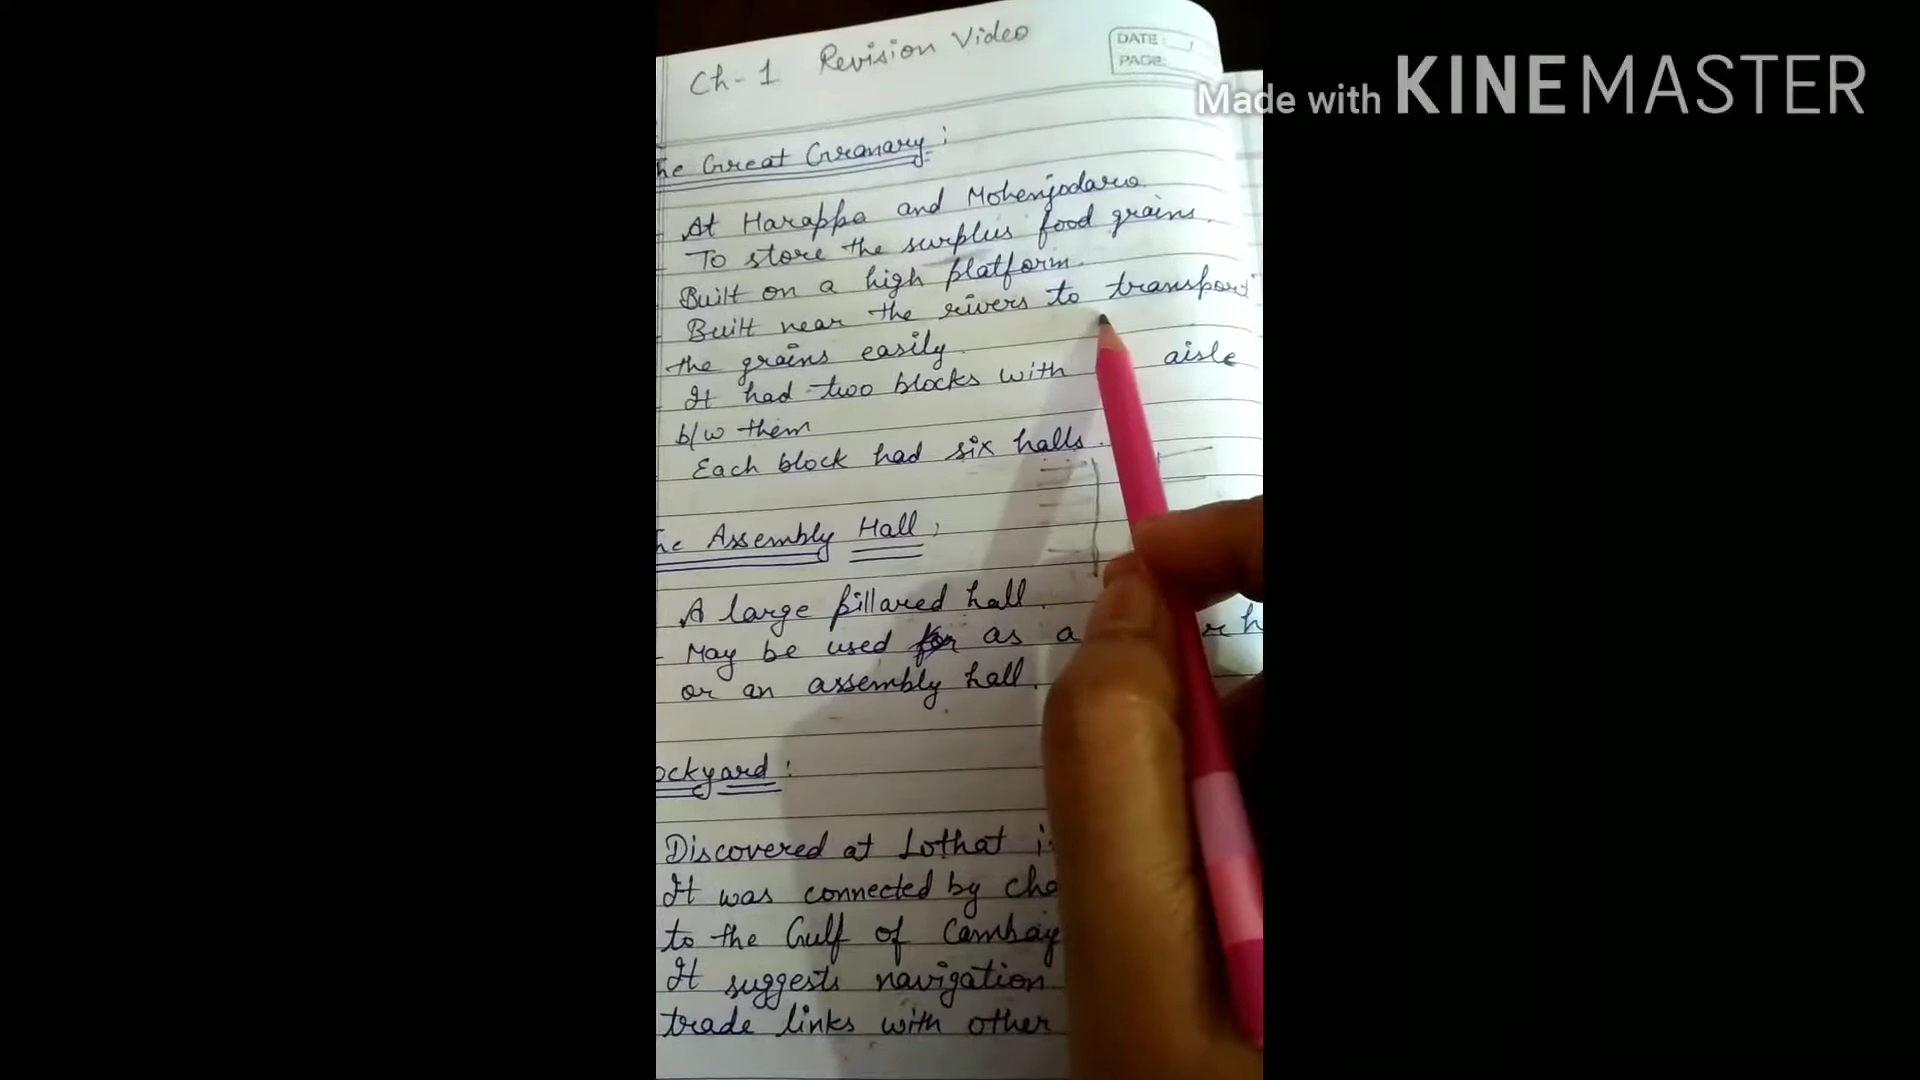 Ch - 1 Revision Video
DATE:
PAGE:
Made with KINEMASTER
he Great Granary :
At Harappa and Mohenjodaro.
To store the surplus food grains.
Built on a high platform.
Built near the rivers to transport
the grains easily.
It had two blocks with aisle
b/w them
Each block had six halls.
he Assembly Hall :
A large pillared hall.
May be used for as a
or an assembly hall.
ockyard :
Discovered at Lothat
It was connected by cha
to the Gulf of Cambay
It suggests navigation
trade links with other